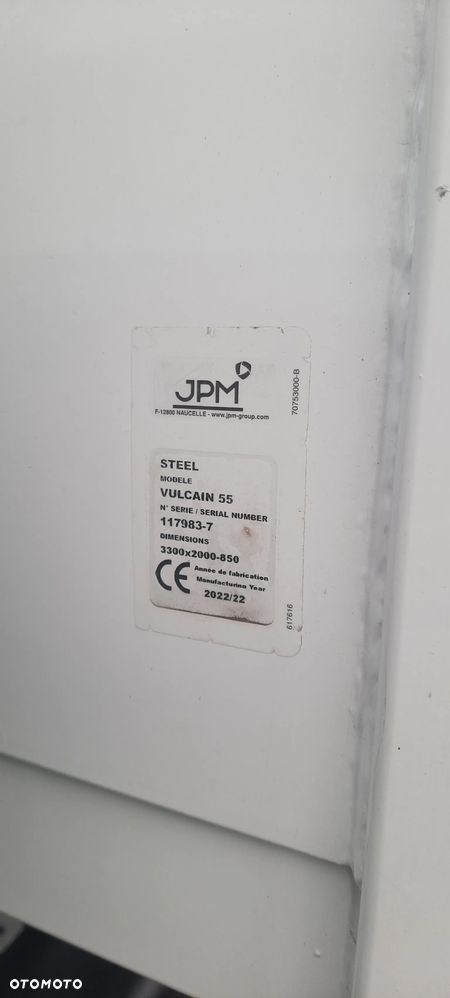 JPM
F-12800 NAUCELLE - www.jpm-group.com
70753000-B
STEEL
MODELE
VULCAIN 55
N° SERIE / SERIAL NUMBER
117983-7
DIMENSIONS
3300x2000-850
CE
Année de fabrication
Manufacturing Year
2022/22
617616
OTOMOTO